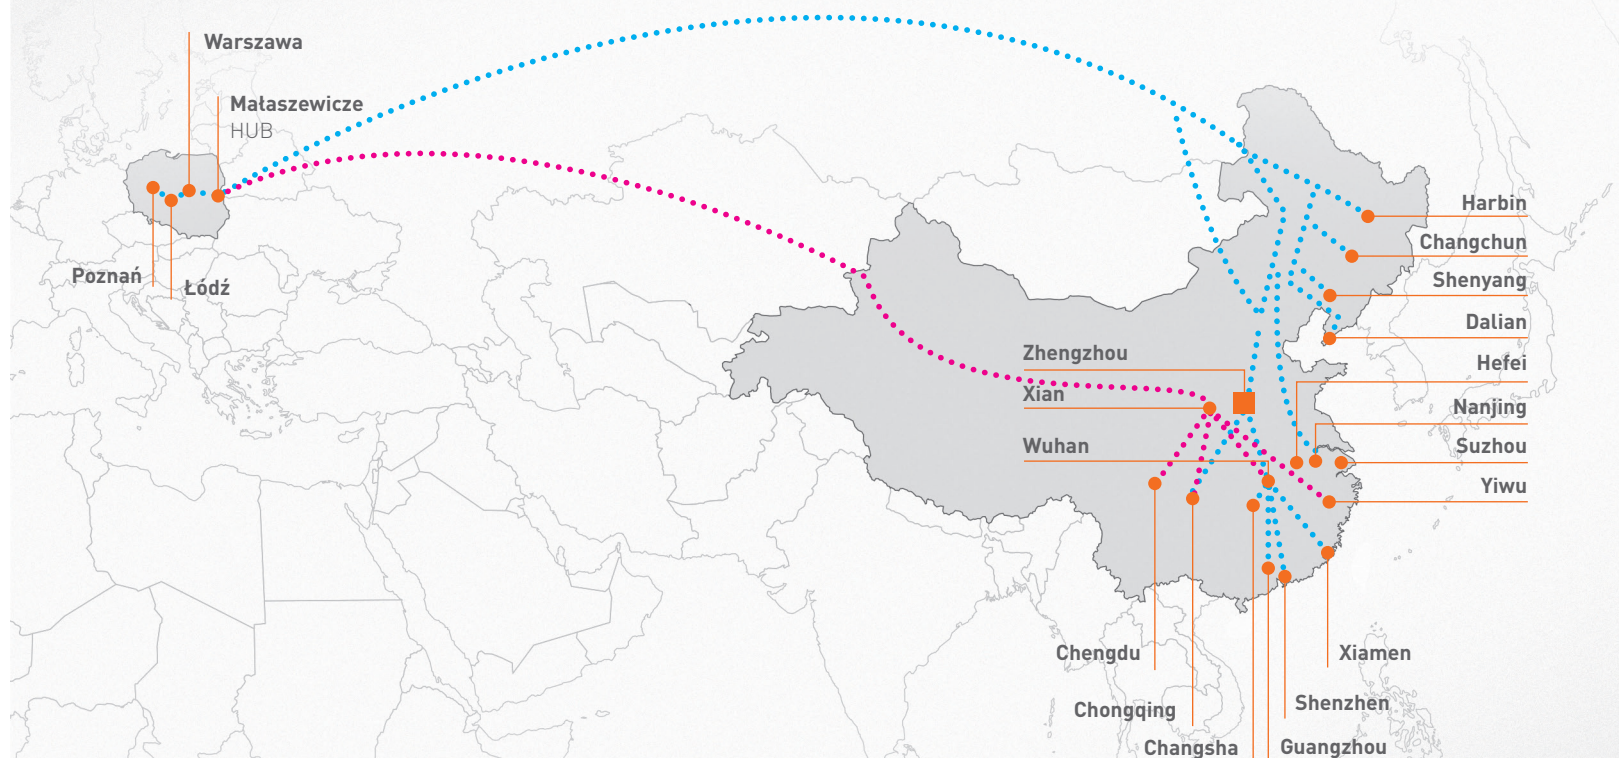 Warszawa
Małaszewicze
HUB
Poznań
Łódź
Harbin
Changchun
Shenyang
Dalian
Hefei
Nanjing
Suzhou
Yiwu
Zhengzhou
Xian
Wuhan
Chengdu
Chongqing
Changsha
Guangzhou
Shenzhen
Xiamen